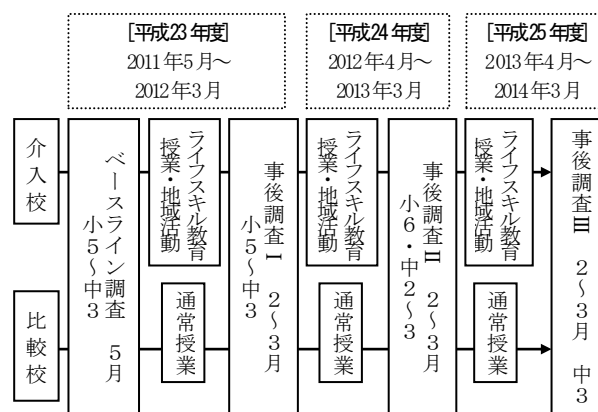 [平成23年度]
2011年5月～
2012年3月
[平成24年度]
2012年4月～
2013年3月
[平成25年度]
2013年4月～
2014年3月
介入校
比較校
ベースライン調査　5月
小5～中3
ライフスキル教育
授業・地域活動
通常授業
事後調査Ⅰ　2～3月
小5～中3
ライフスキル教育
授業・地域活動
通常授業
事後調査Ⅱ　2～3月
小6・中2～3
ライフスキル教育
授業・地域活動
通常授業
事後調査Ⅲ　2～3月　中3